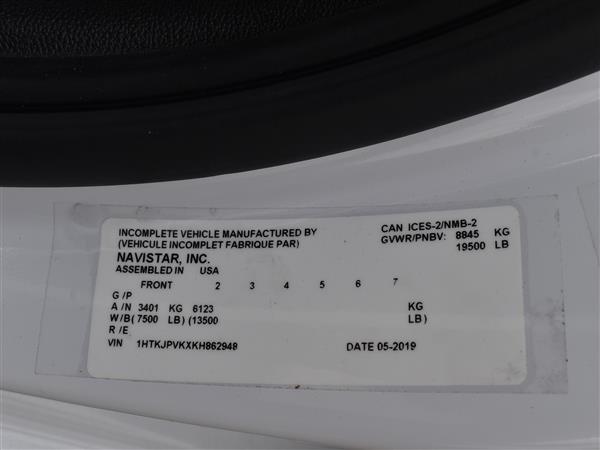 INCOMPLETE VEHICLE MANUFACTURED BY
(VEHICULE INCOMPLET FABRIQUE PAR)
NAVISTAR, INC.
ASSEMBLED IN USA
CAN ICES-2/NMB-2
GVWR/PNBV: 8845 KG
19500 LB
FRONT 2 3 4 5 6 7
G /P
A /N 3401 KG 6123 KG
W/B( 7500 LB) (13500 LB)
R /E
VIN 1HTKJPVKXKH862948 DATE 05-2019